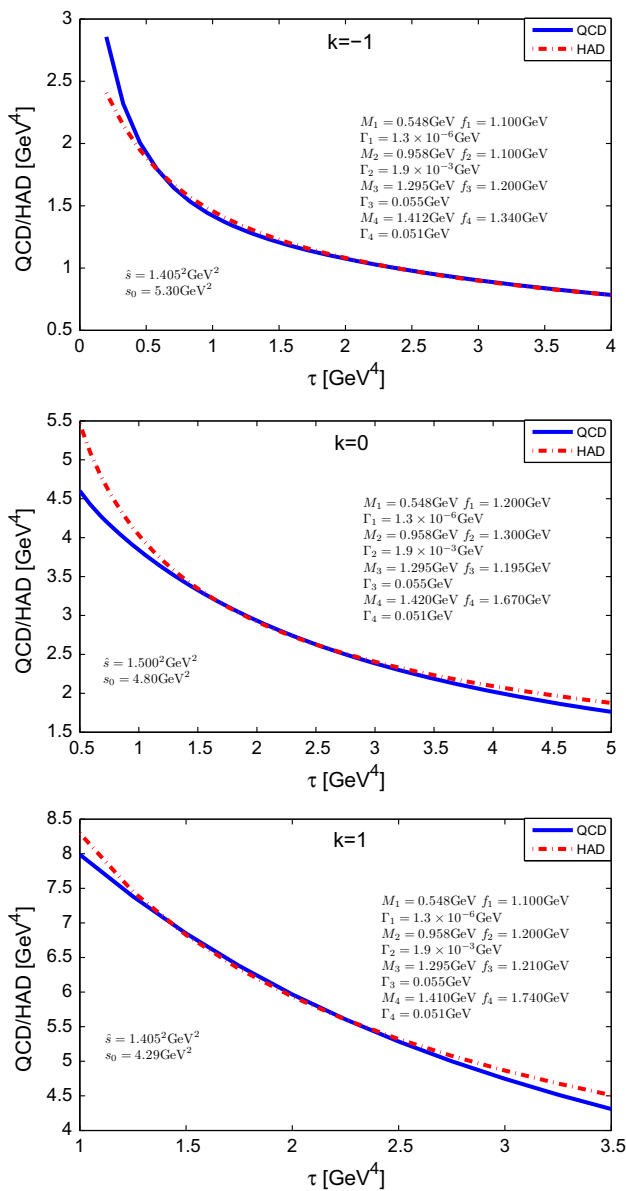 k=−1
QCD
HAD
3
2.5
2
1.5
1
0.5
QCD/HAD [GeV⁴]
M₁ = 0.548GeV f₁ = 1.100GeV
Γ₁ = 1.3 × 10⁻⁶GeV
M₂ = 0.958GeV f₂ = 1.100GeV
Γ₂ = 1.9 × 10⁻³GeV
M₃ = 1.295GeV f₃ = 1.200GeV
Γ₃ = 0.055GeV
M₄ = 1.412GeV f₄ = 1.340GeV
Γ₄ = 0.051GeV
ŝ = 1.405²GeV²
s₀ = 5.30GeV²
0 0.5 1 1.5 2 2.5 3 3.5 4
τ [GeV⁴]
k=0
QCD
HAD
5.5
5
4.5
4
3.5
3
2.5
2
1.5
QCD/HAD [GeV⁴]
M₁ = 0.548GeV f₁ = 1.200GeV
Γ₁ = 1.3 × 10⁻⁶GeV
M₂ = 0.958GeV f₂ = 1.300GeV
Γ₂ = 1.9 × 10⁻³GeV
M₃ = 1.295GeV f₃ = 1.195GeV
Γ₃ = 0.055GeV
M₄ = 1.420GeV f₄ = 1.670GeV
Γ₄ = 0.051GeV
ŝ = 1.500²GeV²
s₀ = 4.80GeV²
0.5 1 1.5 2 2.5 3 3.5 4 4.5 5
τ [GeV⁴]
k=1
QCD
HAD
8.5
8
7.5
7
6.5
6
5.5
5
4.5
4
QCD/HAD [GeV⁴]
M₁ = 0.548GeV f₁ = 1.100GeV
Γ₁ = 1.3 × 10⁻⁶GeV
M₂ = 0.958GeV f₂ = 1.200GeV
Γ₂ = 1.9 × 10⁻³GeV
M₃ = 1.295GeV f₃ = 1.210GeV
Γ₃ = 0.055GeV
M₄ = 1.410GeV f₄ = 1.740GeV
Γ₄ = 0.051GeV
ŝ = 1.405²GeV²
s₀ = 4.29GeV²
1 1.5 2 2.5 3 3.5
τ [GeV⁴]